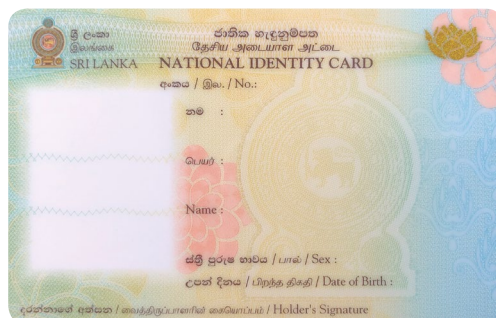 ශ්‍රී ලංකා
இலங்கை
SRI LANKA
ජාතික හැඳුනුම්පත
தேசிய அடையாள அட்டை
NATIONAL IDENTITY CARD
අංකය / இல. / No.:
නම :
பெயர் :
Name :
ස්ත්‍රී පුරුෂ භාවය / பால் / Sex :
උපන් දිනය / பிறந்த திகதி / Date of Birth :
දරන්නාගේ අත්සන / வைத்திருப்பாளரின் கையொப்பம் / Holder's Signature